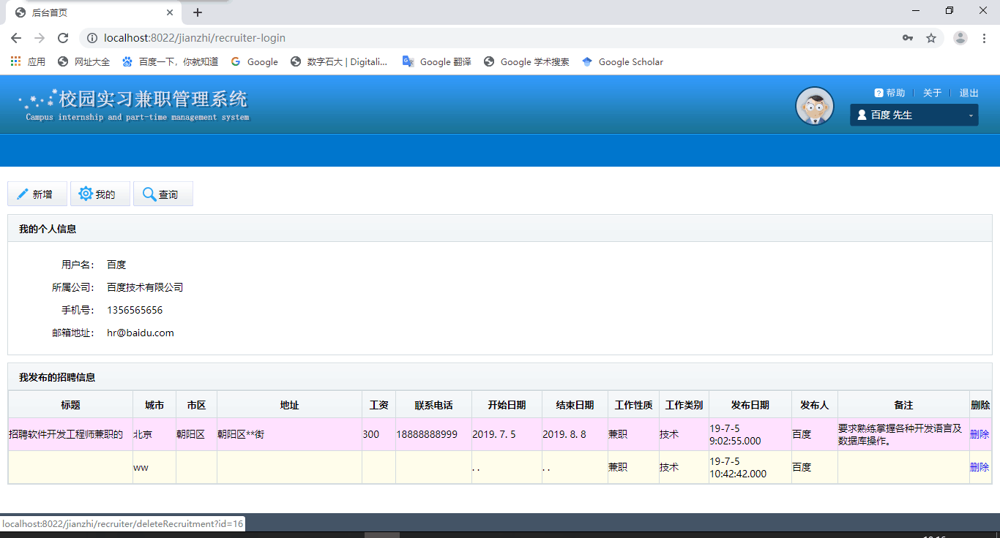 后台首页
localhost:8022/jianzhi/recruiter-login
应用 网址大全 百度一下，你就知道 Google 数字石大 | Digitali... Google 翻译 Google 学术搜索 Google Scholar
校园实习兼职管理系统
Campus internship and part-time management system
帮助 关于 退出
百度 先生
新增 我的 查询
我的个人信息
用户名： 百度
所属公司： 百度技术有限公司
手机号： 1356565656
邮箱地址： hr@baidu.com
我发布的招聘信息
标题 城市 市区 地址 工资 联系电话 开始日期 结束日期 工作性质 工作类别 发布日期 发布人 备注 删除
招聘软件开发工程师兼职的 北京 朝阳区 朝阳区**街 300 18888888999 2019. 7. 5 2019. 8. 8 兼职 技术 19-7-5 9:02:55.000 百度 要求熟练掌握各种开发语言及数据库操作。 删除
ww . . . . 兼职 技术 19-7-5 10:42:42.000 百度 删除
localhost:8022/jianzhi/recruiter/deleteRecruitment?id=16